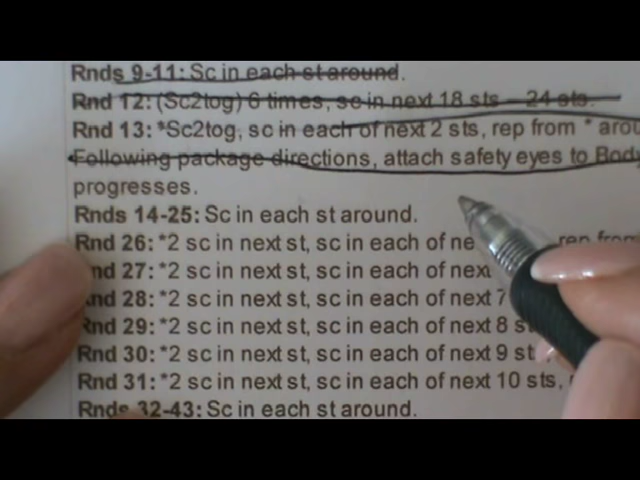 Rnds 9-11: Sc in each st around.
Rnd 12: (Sc2tog) 6 times, sc in next 18 sts – 24 sts.
Rnd 13: *Sc2tog, sc in each of next 2 sts, rep from * arou
Following package directions, attach safety eyes to Body
progresses.
Rnds 14-25: Sc in each st around.
Rnd 26: *2 sc in next st, sc in each of ne rep from
nd 27: *2 sc in next st, sc in each of next
Rnd 28: *2 sc in next st, sc in each of next 7
Rnd 29: *2 sc in next st, sc in each of next 8 st
Rnd 30: *2 sc in next st, sc in each of next 9 st
Rnd 31: *2 sc in next st, sc in each of next 10 sts,
Rnds 32-43: Sc in each st around.